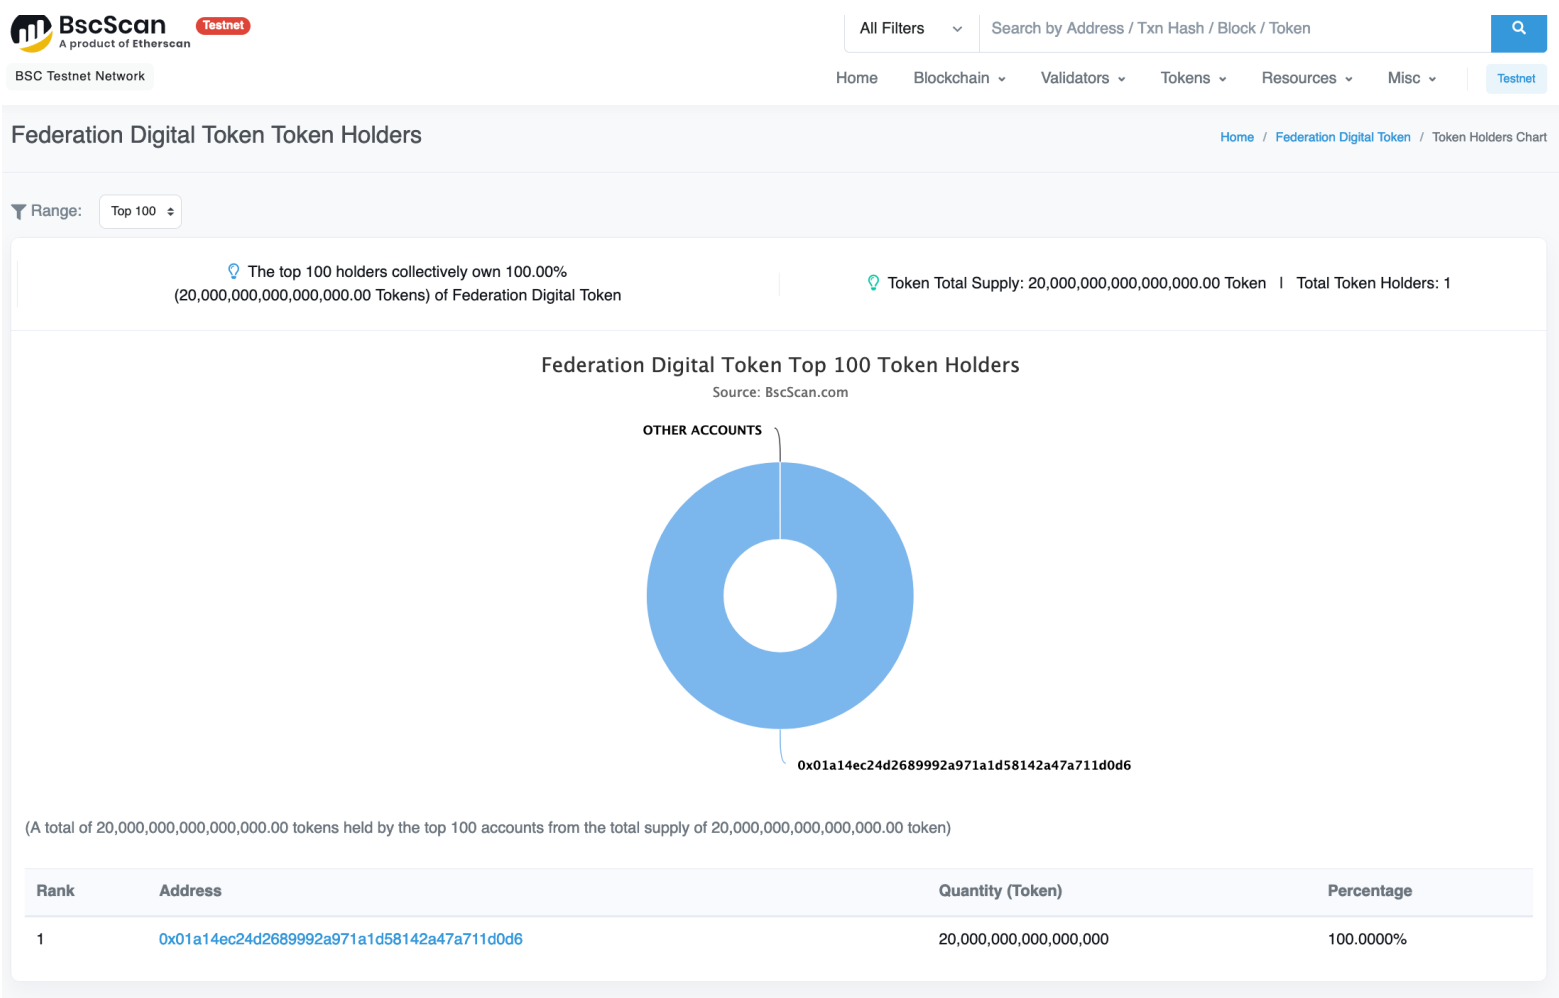 BscScan Testnet
A product of Etherscan
All Filters
Search by Address / Txn Hash / Block / Token
BSC Testnet Network
Home Blockchain Validators Tokens Resources Misc Testnet
Federation Digital Token Token Holders
Home / Federation Digital Token / Token Holders Chart
Range: Top 100
The top 100 holders collectively own 100.00%
(20,000,000,000,000,000.00 Tokens) of Federation Digital Token
Token Total Supply: 20,000,000,000,000,000.00 Token | Total Token Holders: 1
Federation Digital Token Top 100 Token Holders
Source: BscScan.com
OTHER ACCOUNTS
0x01a14ec24d2689992a971a1d58142a47a711d0d6
(A total of 20,000,000,000,000,000.00 tokens held by the top 100 accounts from the total supply of 20,000,000,000,000,000.00 token)
Rank Address Quantity (Token) Percentage
1 0x01a14ec24d2689992a971a1d58142a47a711d0d6 20,000,000,000,000,000 100.0000%